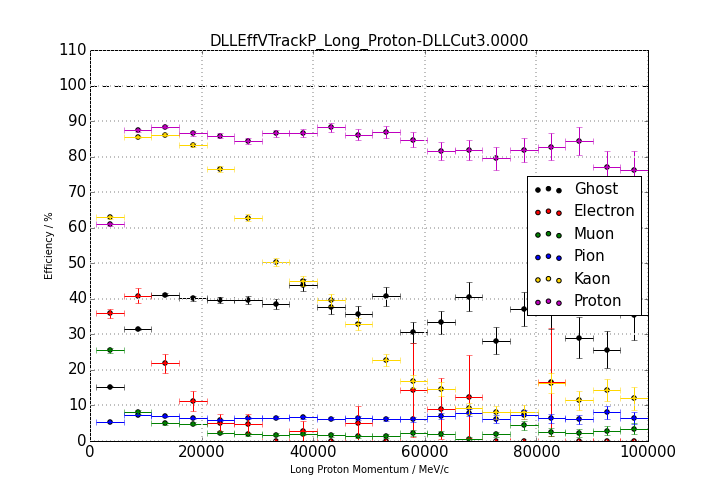 DLLEffVTrackP_Long_Proton-DLLCut3.0000
110
100
90
80
70
60
50
40
30
20
10
0
Efficiency / %
Ghost
Electron
Muon
Pion
Kaon
Proton
0 20000 40000 60000 80000 100000
Long Proton Momentum / MeV/c